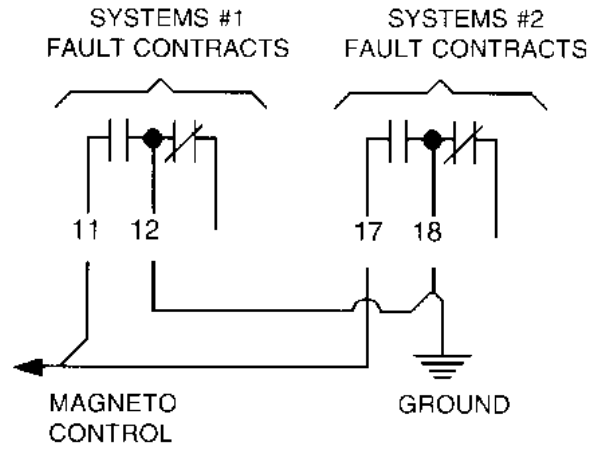 SYSTEMS #1
FAULT CONTRACTS
SYSTEMS #2
FAULT CONTRACTS
11
12
17
18
MAGNETO
CONTROL
GROUND